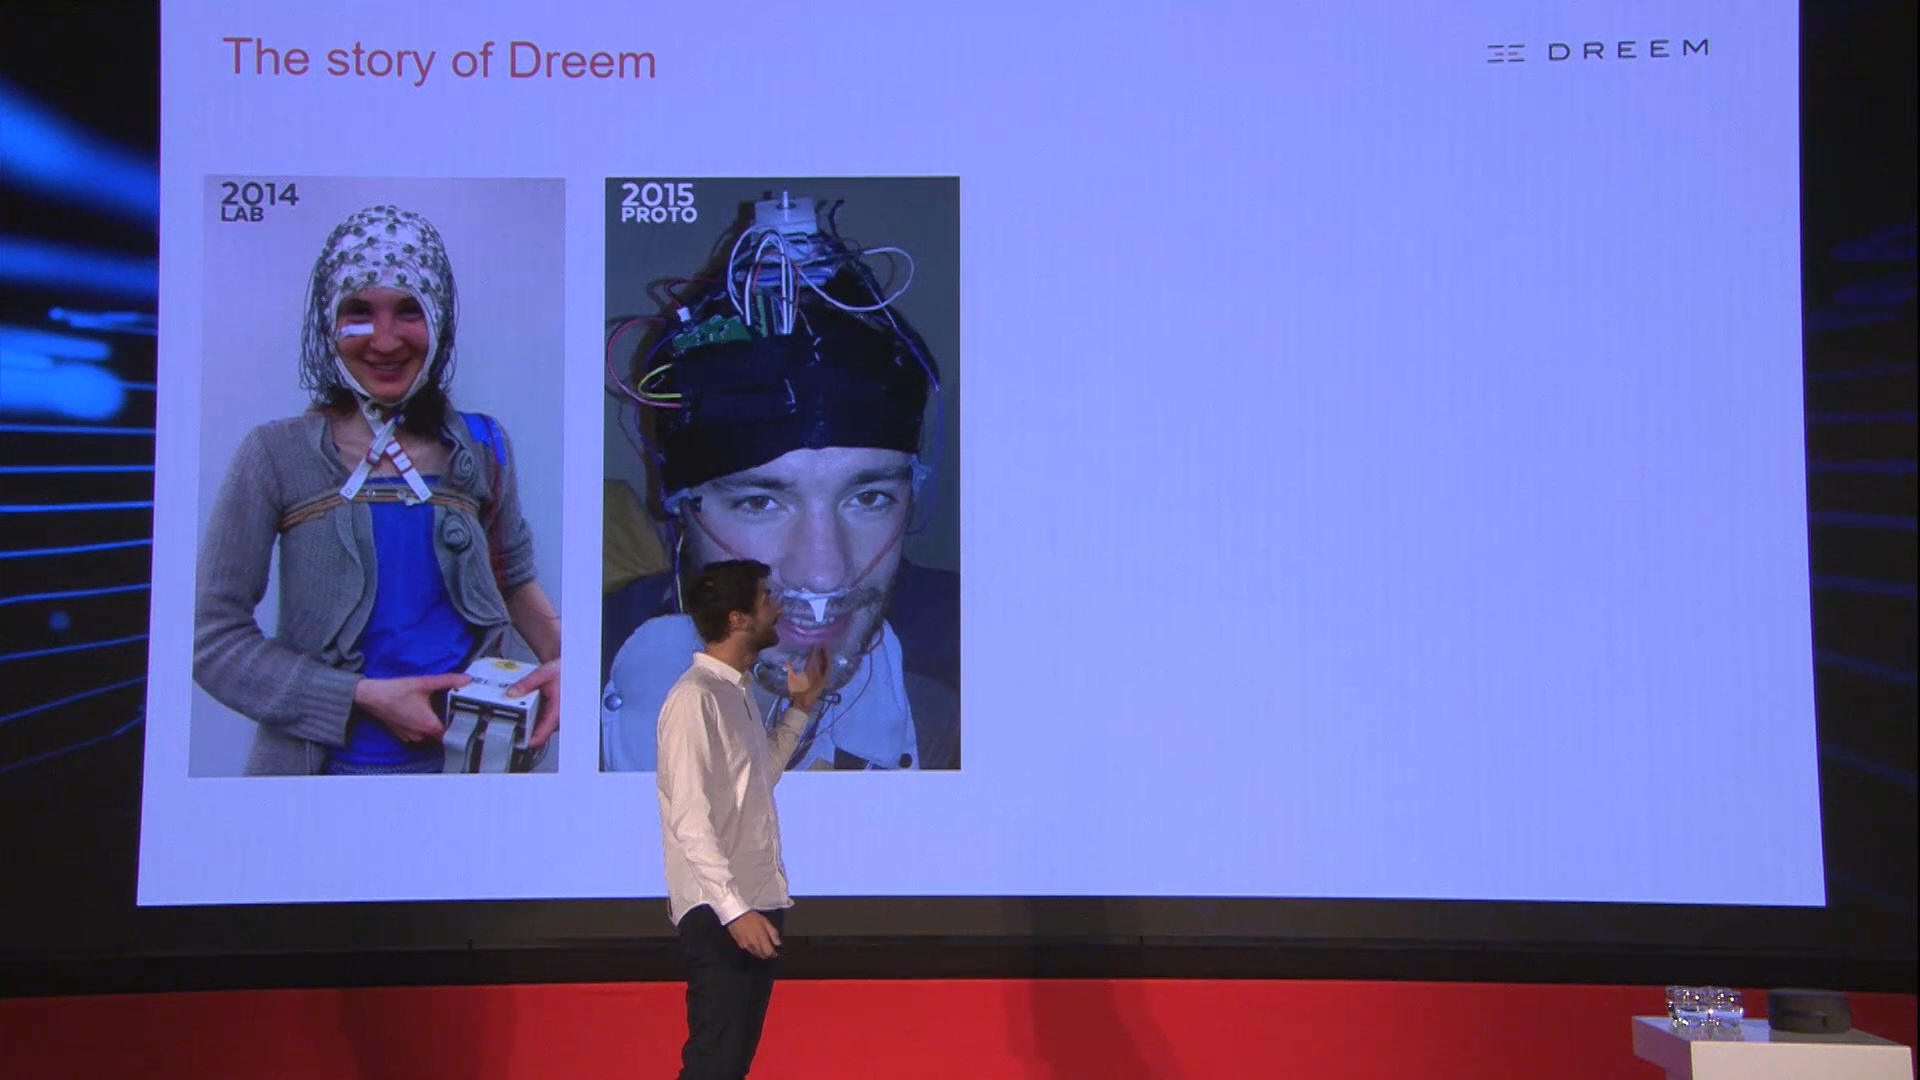 The story of Dreem
DREEM
2014
LAB
2015
PROTO